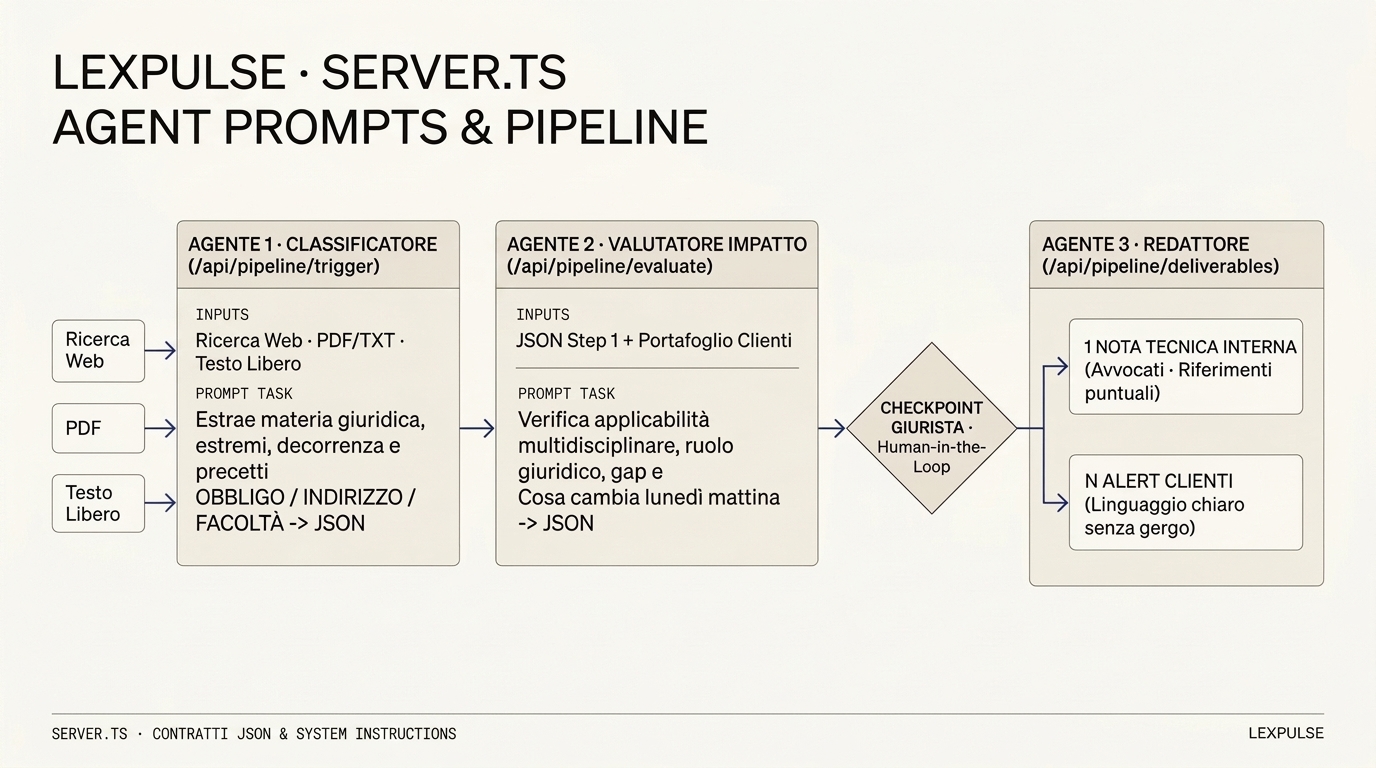 LEXPULSE · SERVER.TS
AGENT PROMPTS & PIPELINE
Ricerca
Web
PDF
Testo
Libero
AGENTE 1 · CLASSIFICATORE
(/api/pipeline/trigger)
INPUTS
Ricerca Web · PDF/TXT ·
Testo Libero
PROMPT TASK
Estrae materia giuridica,
estremi, decorrenza e
precetti
OBBLIGO / INDIRIZZO /
FACOLTÀ -> JSON
AGENTE 2 · VALUTATORE IMPATTO
(/api/pipeline/evaluate)
INPUTS
JSON Step 1 + Portafoglio Clienti
PROMPT TASK
Verifica applicabilità
multidisciplinare, ruolo
giuridico, gap e
Cosa cambia lunedì mattina
-> JSON
CHECKPOINT
GIURISTA ·
Human-in-the-
Loop
AGENTE 3 · REDATTORE
(/api/pipeline/deliverables)
1 NOTA TECNICA INTERNA
(Avvocati · Riferimenti
puntuali)
N ALERT CLIENTI
(Linguaggio chiaro
senza gergo)
SERVER.TS · CONTRATTI JSON & SYSTEM INSTRUCTIONS
LEXPULSE